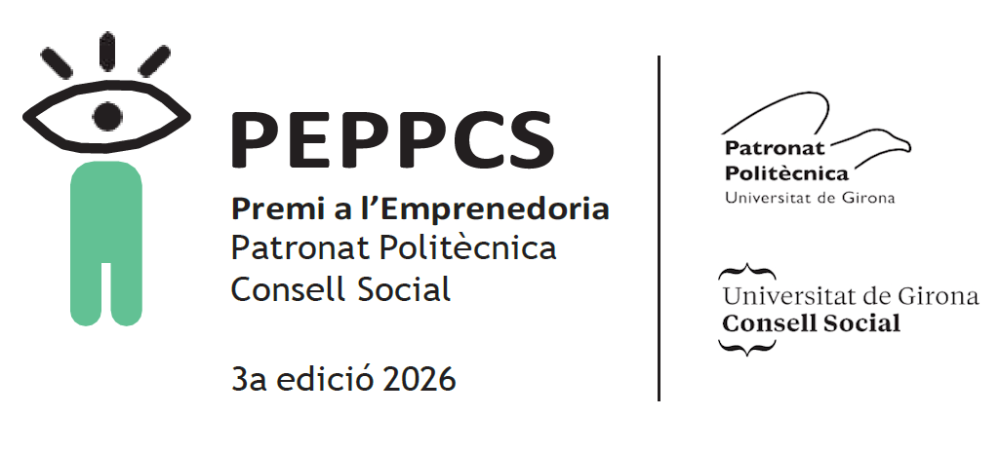 PEPPCS
Premi a l’Emprenedoria
Patronat Politècnica
Consell Social
3a edició 2026
Patronat
Politècnica
Universitat de Girona
Universitat de Girona
Consell Social